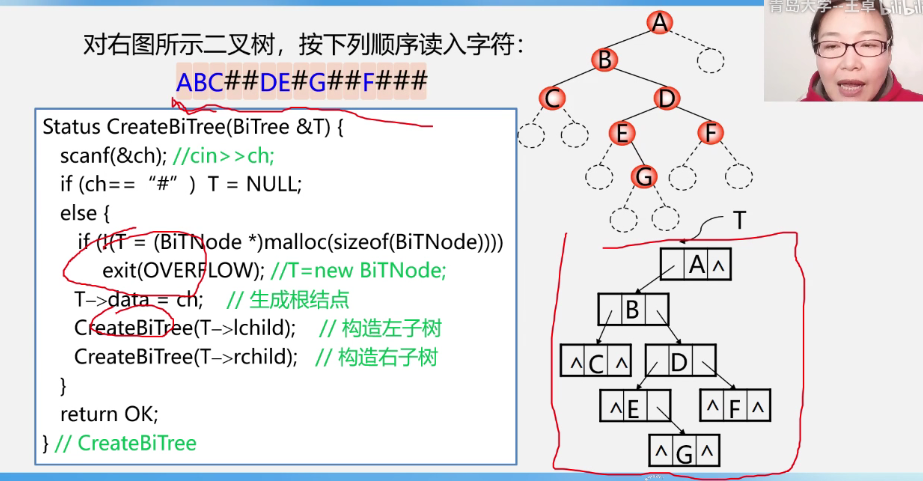 青岛大学-王卓 bilibili
对右图所示二叉树，按下列顺序读入字符：
ABC##DE#G##F###
Status CreateBiTree(BiTree &T) {
scanf(&ch); //cin>>ch;
if (ch==“#”) T = NULL;
else {
if (!(T = (BiTNode *)malloc(sizeof(BiTNode))))
exit(OVERFLOW); //T=new BiTNode;
T->data = ch; // 生成根结点
CreateBiTree(T->lchild); // 构造左子树
CreateBiTree(T->rchild); // 构造右子树
}
return OK;
} // CreateBiTree
A
B
C D
E F
G
T
A ∧
B
∧ C ∧ D
∧ E ∧ F ∧
∧ G ∧